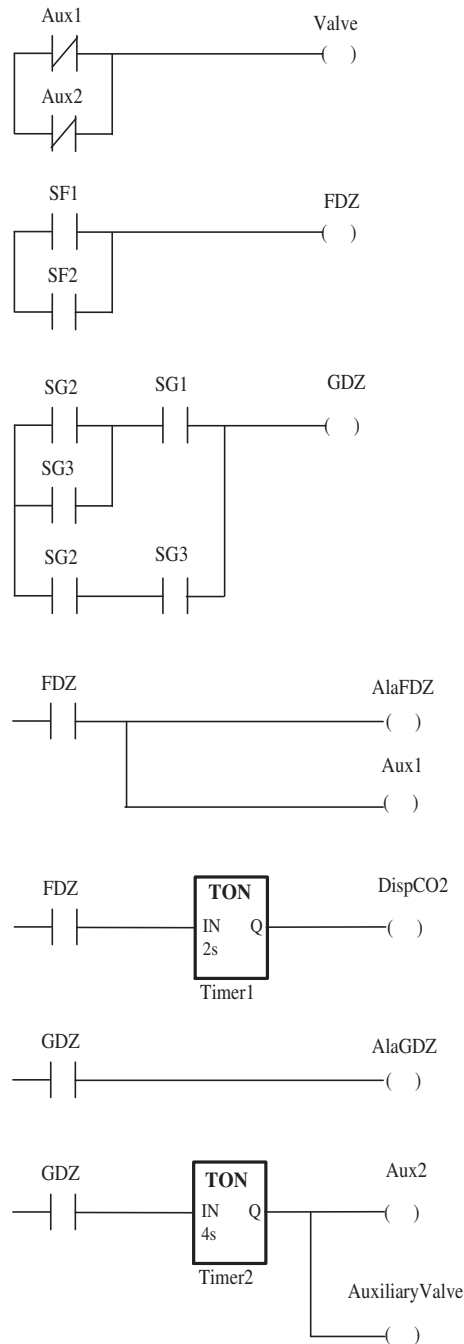 Aux1
Valve
( )
Aux2
SF1
FDZ
( )
SF2
SG2 SG1
GDZ
( )
SG3
SG2 SG3
FDZ
AlaFDZ
( )
Aux1
( )
FDZ
TON
DispCO2
IN Q
( )
2s
Timer1
GDZ
AlaGDZ
( )
GDZ
TON
Aux2
IN Q
( )
4s
Timer2
AuxiliaryValve
( )